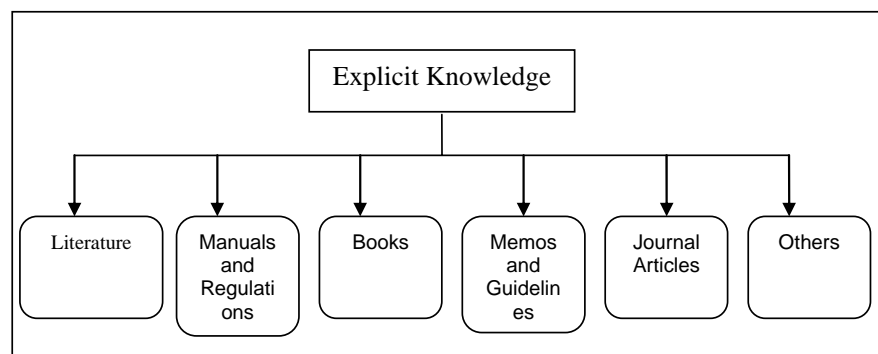 Explicit Knowledge
Literature
Manuals
and
Regulati
ons
Books
Memos
and
Guidelin
es
Journal
Articles
Others